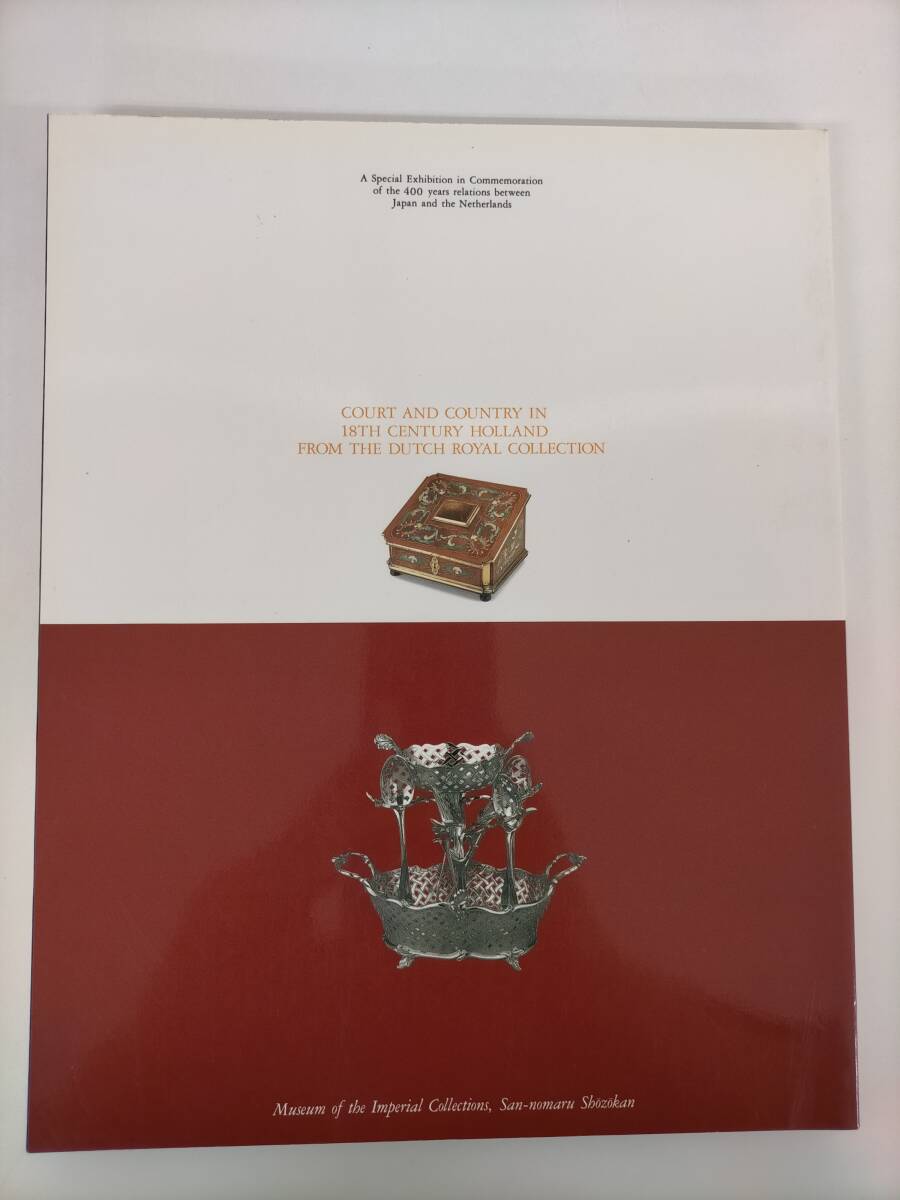 A Special Exhibition in Commemoration
of the 400 years relations between
Japan and the Netherlands
COURT AND COUNTRY IN
18TH CENTURY HOLLAND
FROM THE DUTCH ROYAL COLLECTION
Museum of the Imperial Collections, San-nomaru Shōzōkan